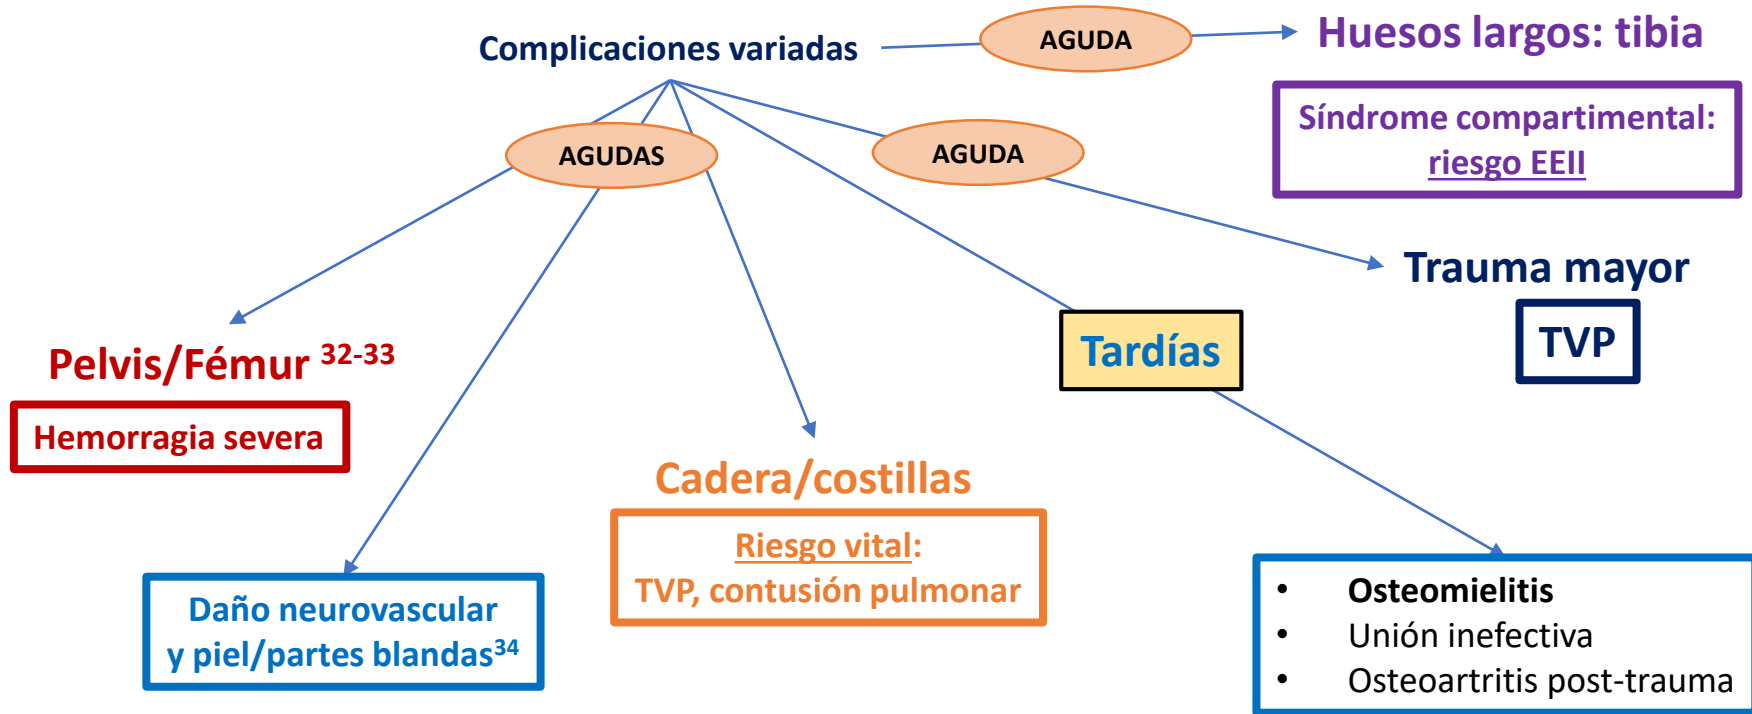 Complicaciones variadas
AGUDA
Huesos largos: tibia
Síndrome compartimental:
riesgo EEII
AGUDAS
AGUDA
Trauma mayor
TVP
Tardías
Pelvis/Fémur 32-33
Hemorragia severa
Cadera/costillas
Riesgo vital:
TVP, contusión pulmonar
Daño neurovascular
y piel/partes blandas34
• Osteomielitis
• Unión inefectiva
• Osteoartritis post-trauma